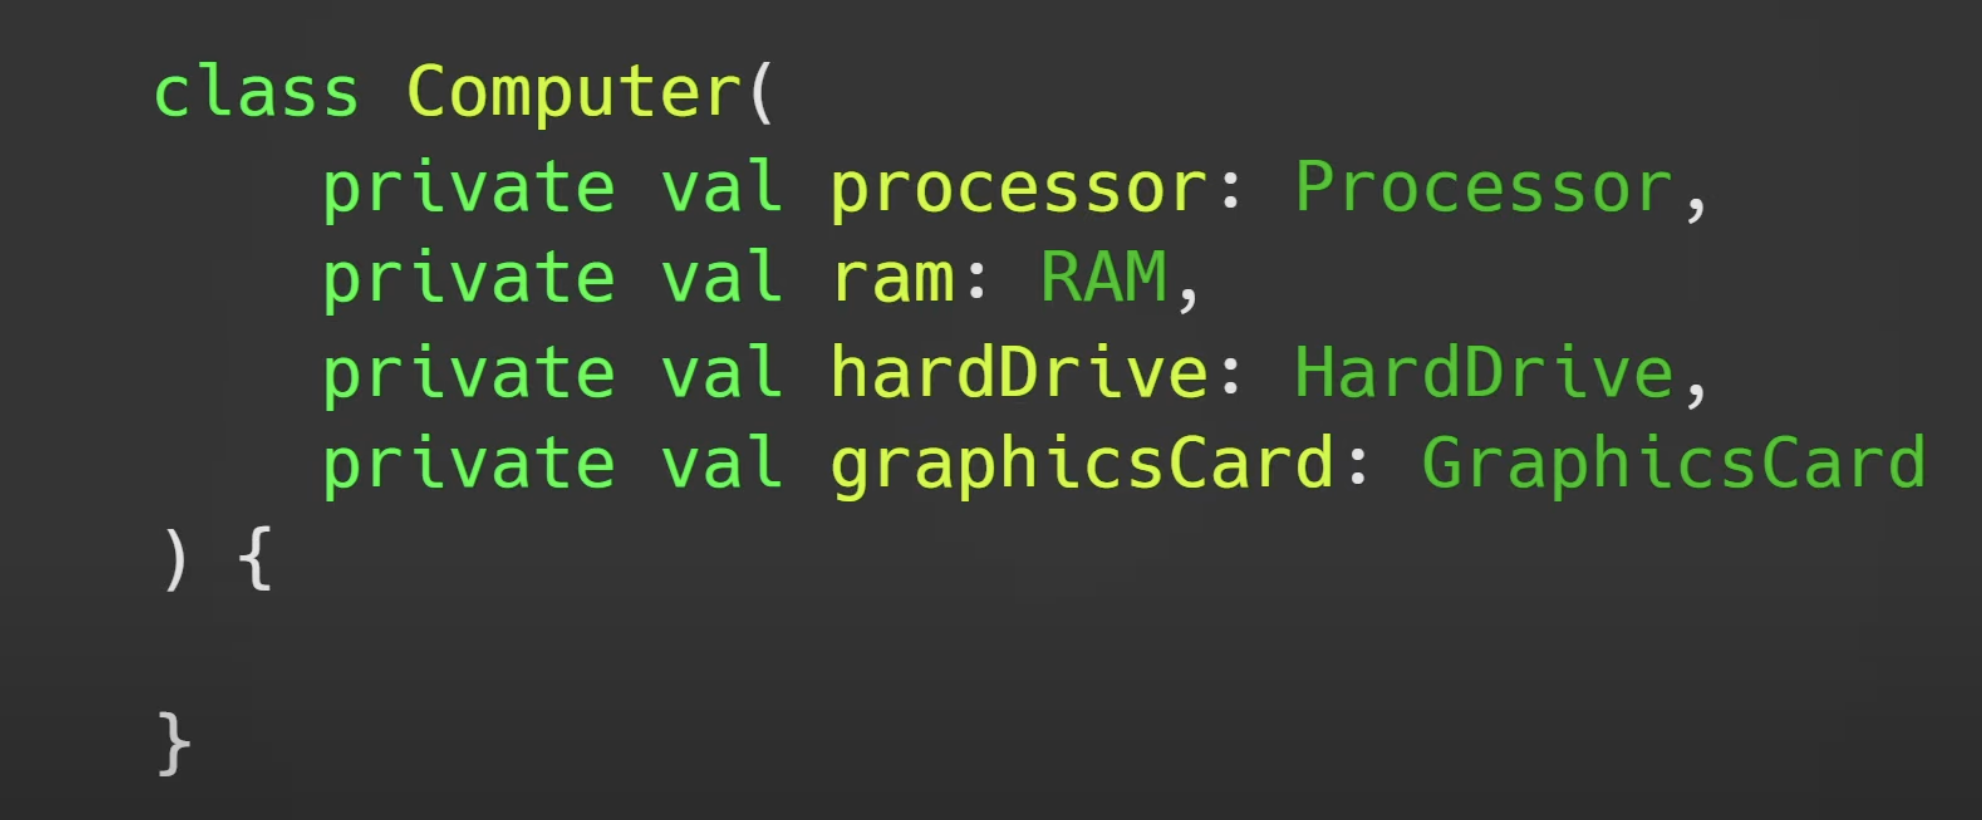 class Computer(
    private val processor: Processor,
    private val ram: RAM,
    private val hardDrive: HardDrive,
    private val graphicsCard: GraphicsCard
) {
}